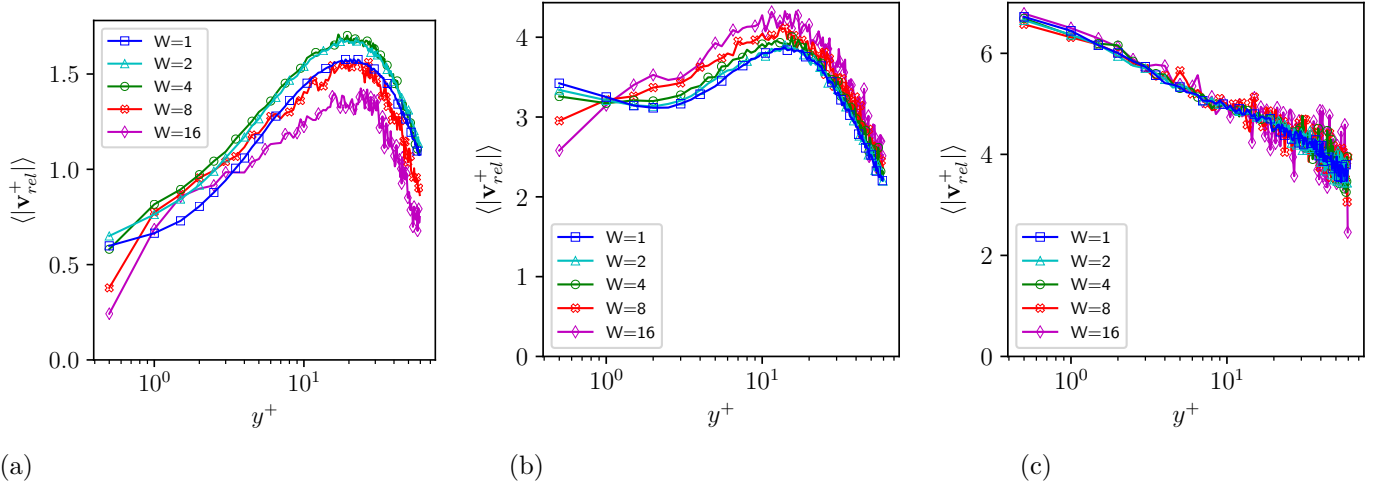 1.5
1.0
0.5
0.0
10⁰
10¹
y⁺
⟨|v⁺rel|⟩
W=1
W=2
W=4
W=8
W=16
(a)
4
3
2
1
0
10⁰
10¹
y⁺
⟨|v⁺rel|⟩
W=1
W=2
W=4
W=8
W=16
(b)
6
4
2
0
10⁰
10¹
y⁺
⟨|v⁺rel|⟩
W=1
W=2
W=4
W=8
W=16
(c)